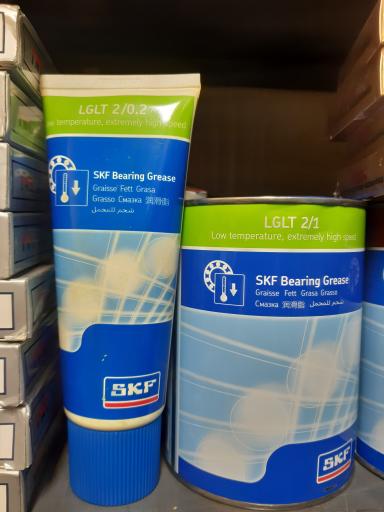 LGLT 2/0.2
low temperature, extremely high speed
SKF Bearing Grease
Graisse Fett Grasa
Grasso Смазка 润滑脂
شحم للمحمل
SKF
LGLT 2/1
Low temperature, extremely high speed
SKF Bearing Grease
Graisse Fett Grasa Grasso
Смазка 润滑脂 شحم للمحمل
SKF